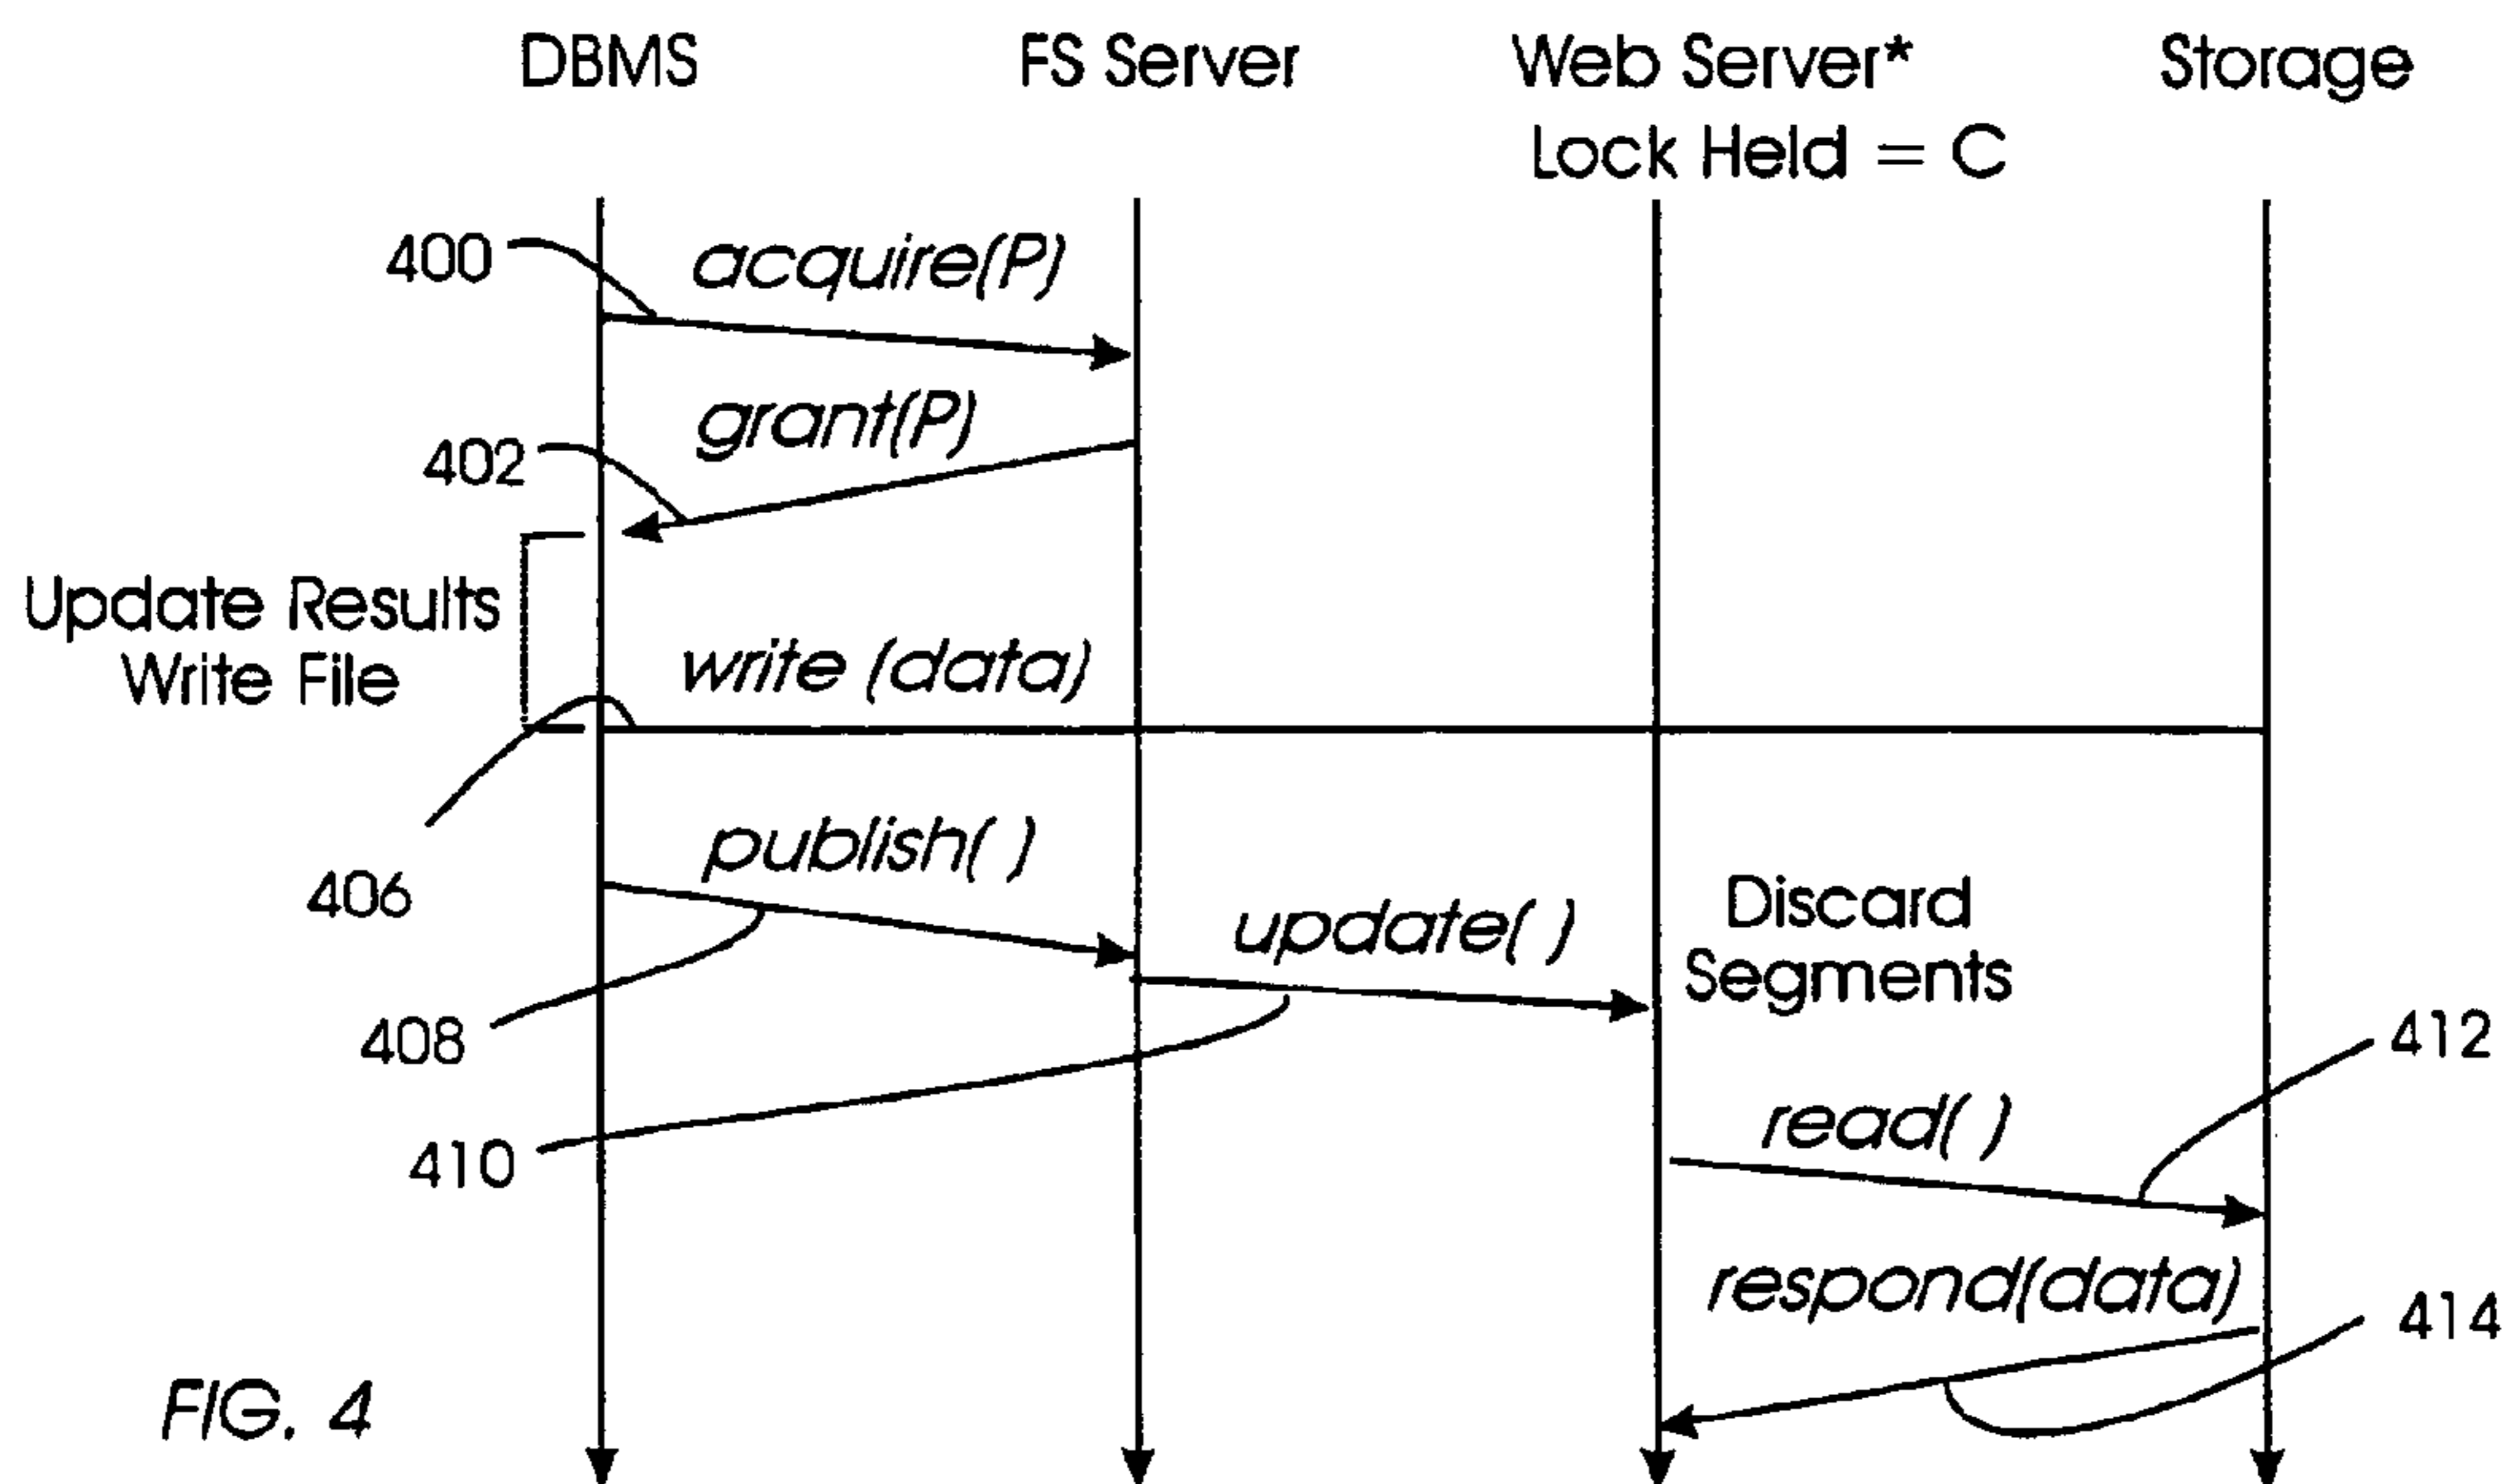 DBMS
FS Server
Web Server*
Storage
Lock Held = C
400
acquire(P)
402
grant(P)
Update Results
Write File
write (data)
406
publish( )
update( )
Discard
Segments
408
412
410
read( )
respond(data)
414
FIG. 4